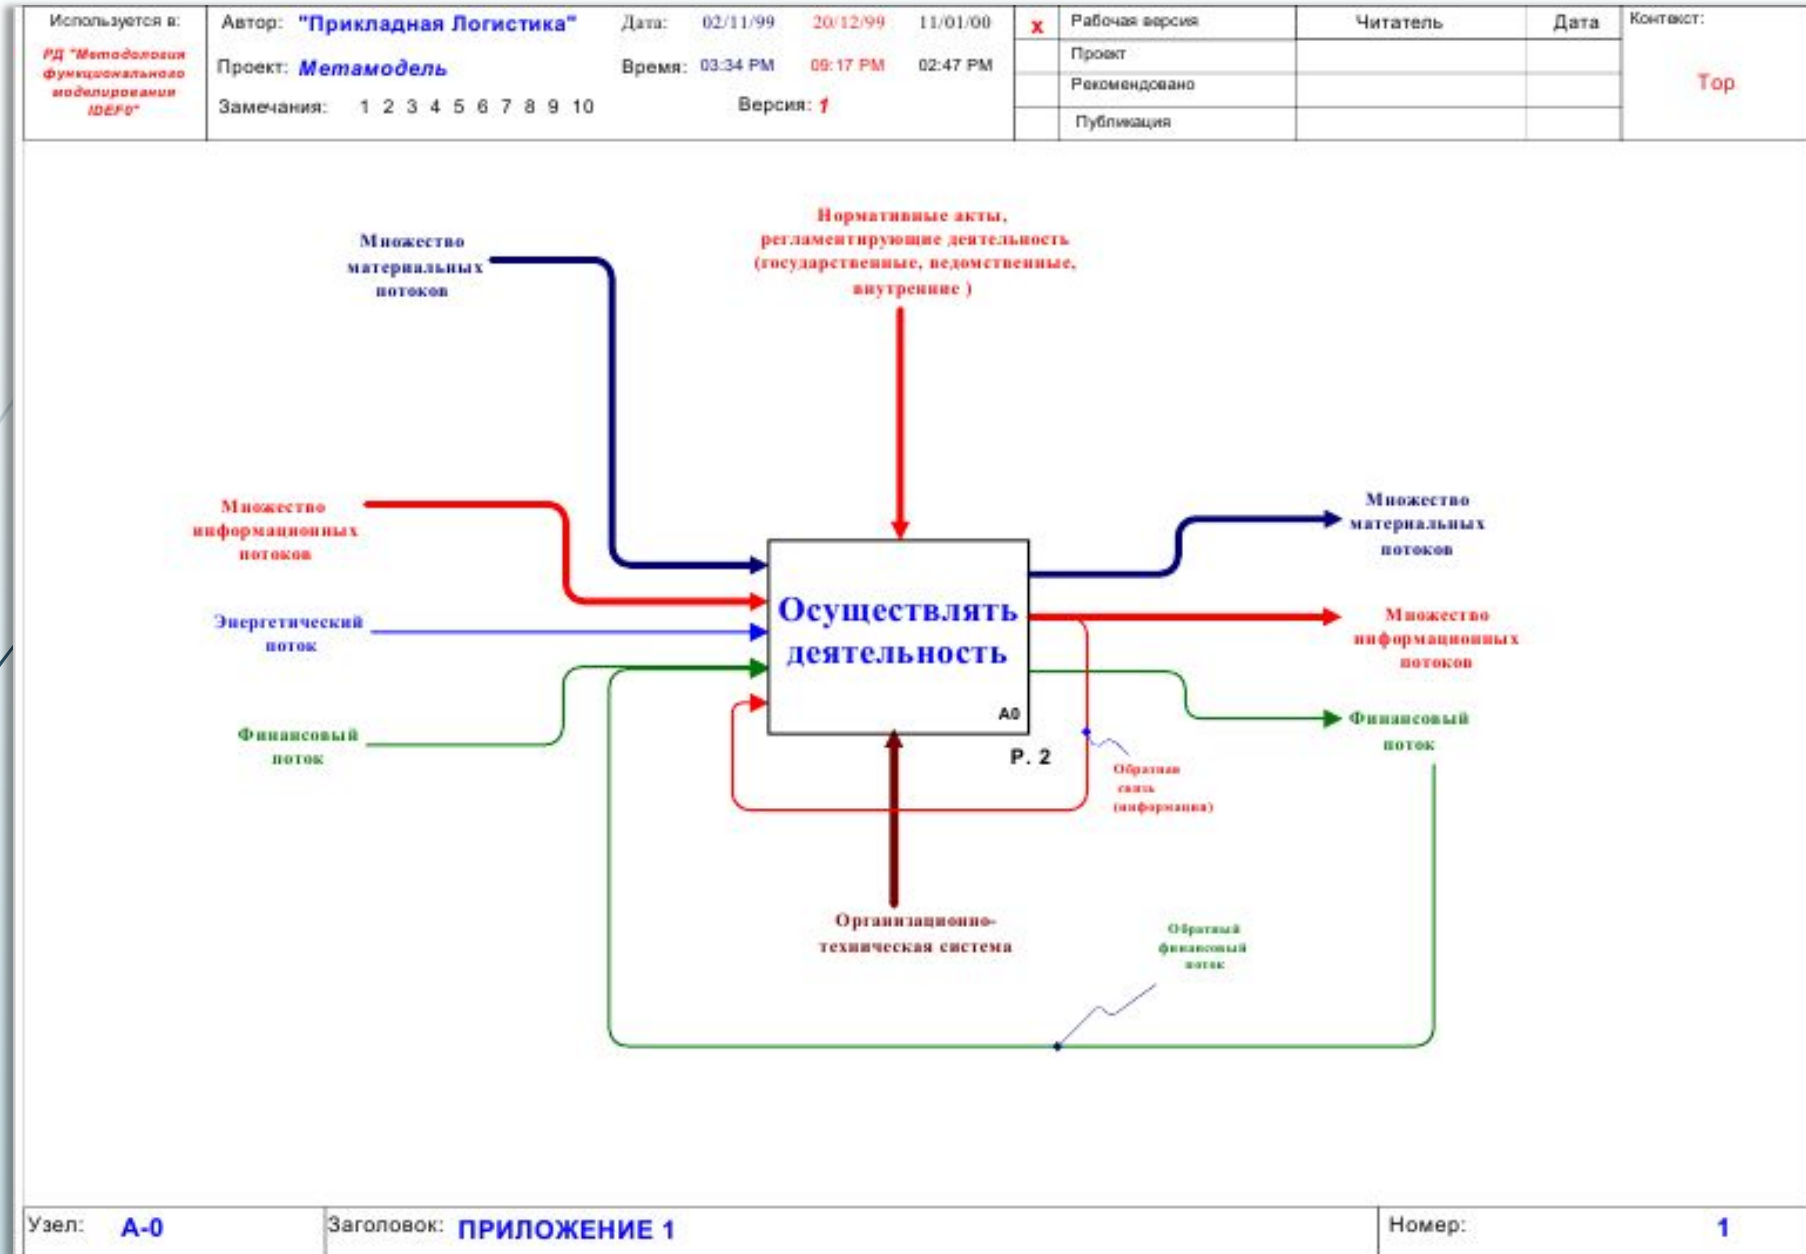 Используется в:
РД "Методология
функционального
моделирования
IDEF0"
Автор: "Прикладная Логистика"
Дата: 02/11/99 20/12/99 11/01/00
Проект: Метамодель
Время: 03:34 PM 09:17 PM 02:47 PM
Замечания: 1 2 3 4 5 6 7 8 9 10
Версия: 1
x Рабочая версия Читатель Дата
Проект
Рекомендовано
Публикация
Контекст:
Top
Множество
материальных
потоков
Нормативные акты,
регламентирующие деятельность
(государственные, ведомственные,
внутренние )
Множество
информационных
потоков
Энергетический
поток
Финансовый
поток
Осуществлять
деятельность
A0
P. 2
Множество
материальных
потоков
Множество
информационных
потоков
Финансовый
поток
Обратная
связь
(информация)
Организационно-
техническая система
Обратный
финансовый
поток
Узел: A-0
Заголовок: ПРИЛОЖЕНИЕ 1
Номер: 1